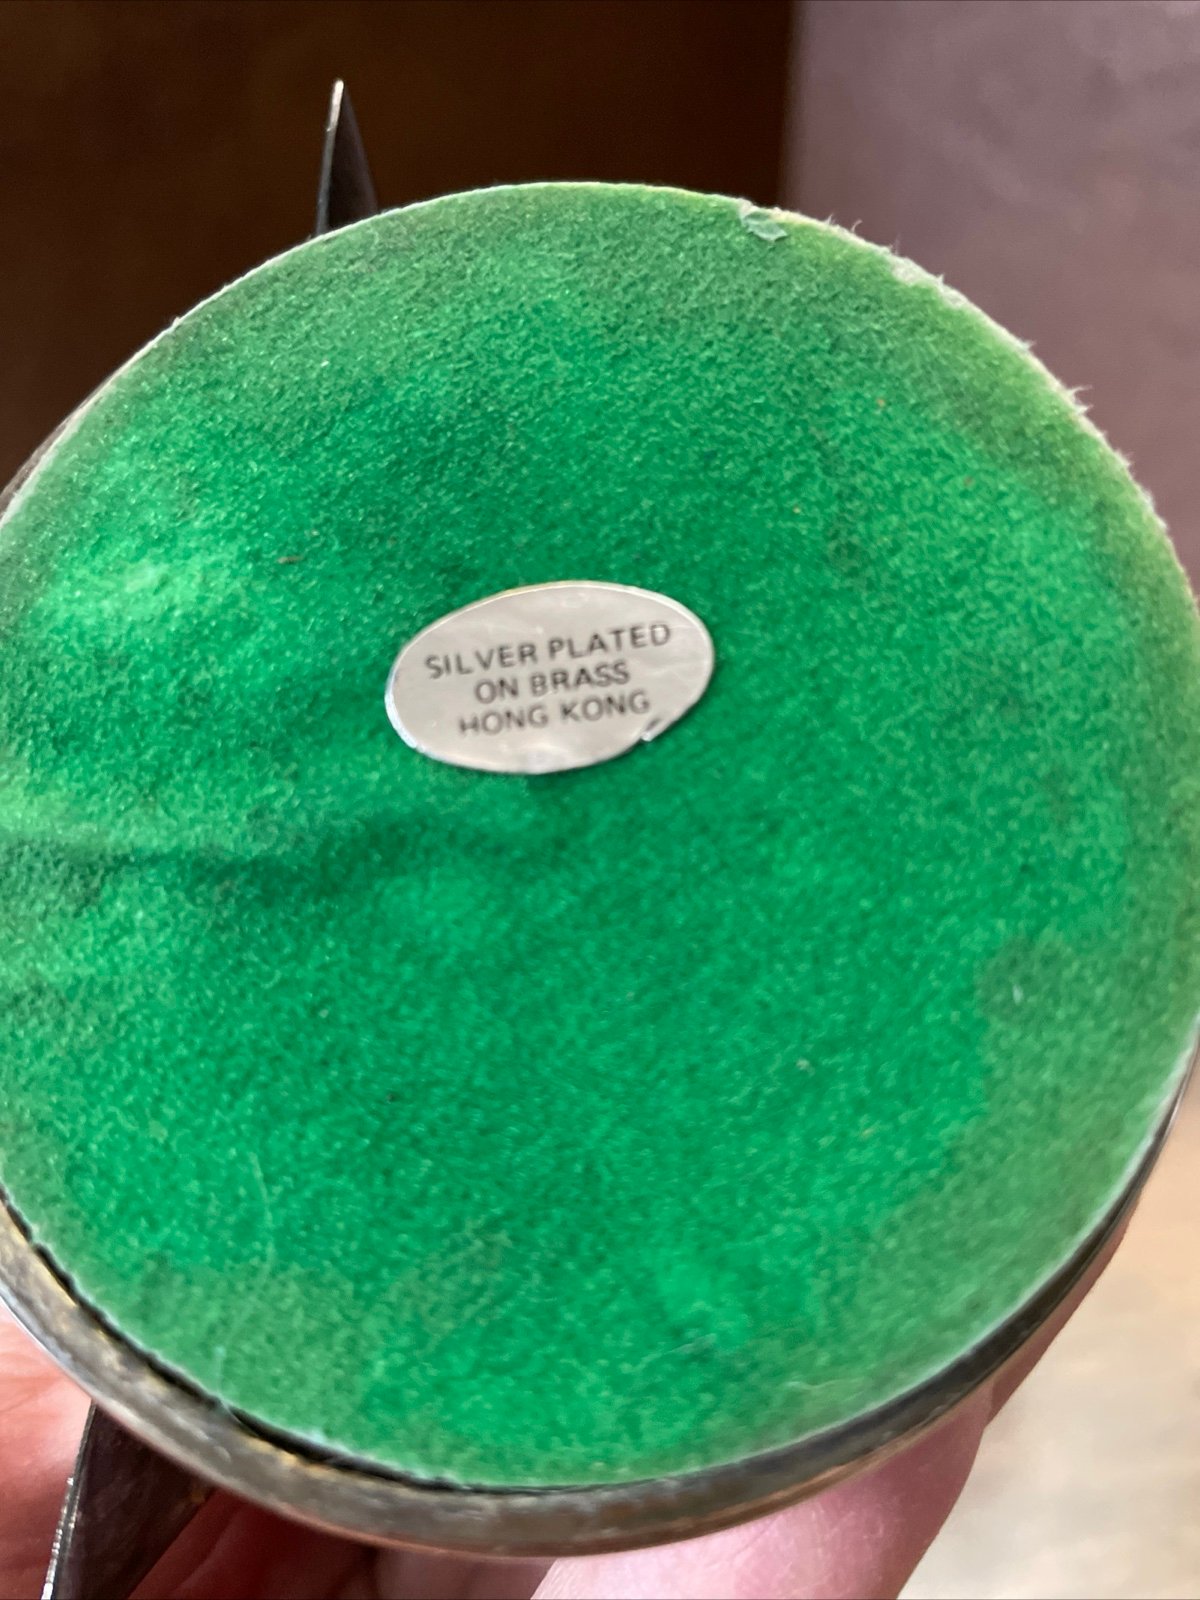 SILVER PLATED
ON BRASS
HONG KONG